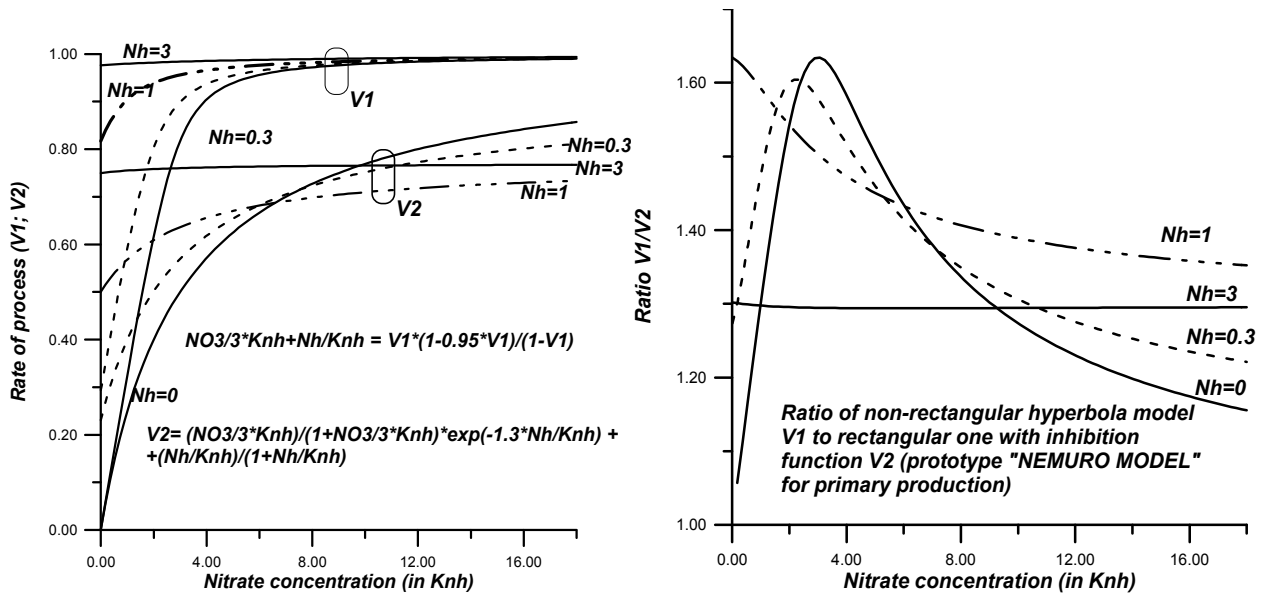 1.00
0.80
0.60
0.40
0.20
0.00
Rate of process (V1; V2)
Nh=3
Nh=1
Nh=0.3
V1
Nh=0.3
Nh=3
Nh=1
V2
NO3/3*Knh+Nh/Knh = V1*(1-0.95*V1)/(1-V1)
Nh=0
V2= (NO3/3*Knh)/(1+NO3/3*Knh)*exp(-1.3*Nh/Knh) +
+(Nh/Knh)/(1+Nh/Knh)
0.00 4.00 8.00 12.00 16.00
Nitrate concentration (in Knh)
1.60
1.40
1.20
1.00
Ratio V1/V2
Nh=1
Nh=3
Nh=0.3
Nh=0
Ratio of non-rectangular hyperbola model
V1 to rectangular one with inhibition
function V2 (prototype "NEMURO MODEL"
for primary production)
0.00 4.00 8.00 12.00 16.00
Nitrate concentration (in Knh)